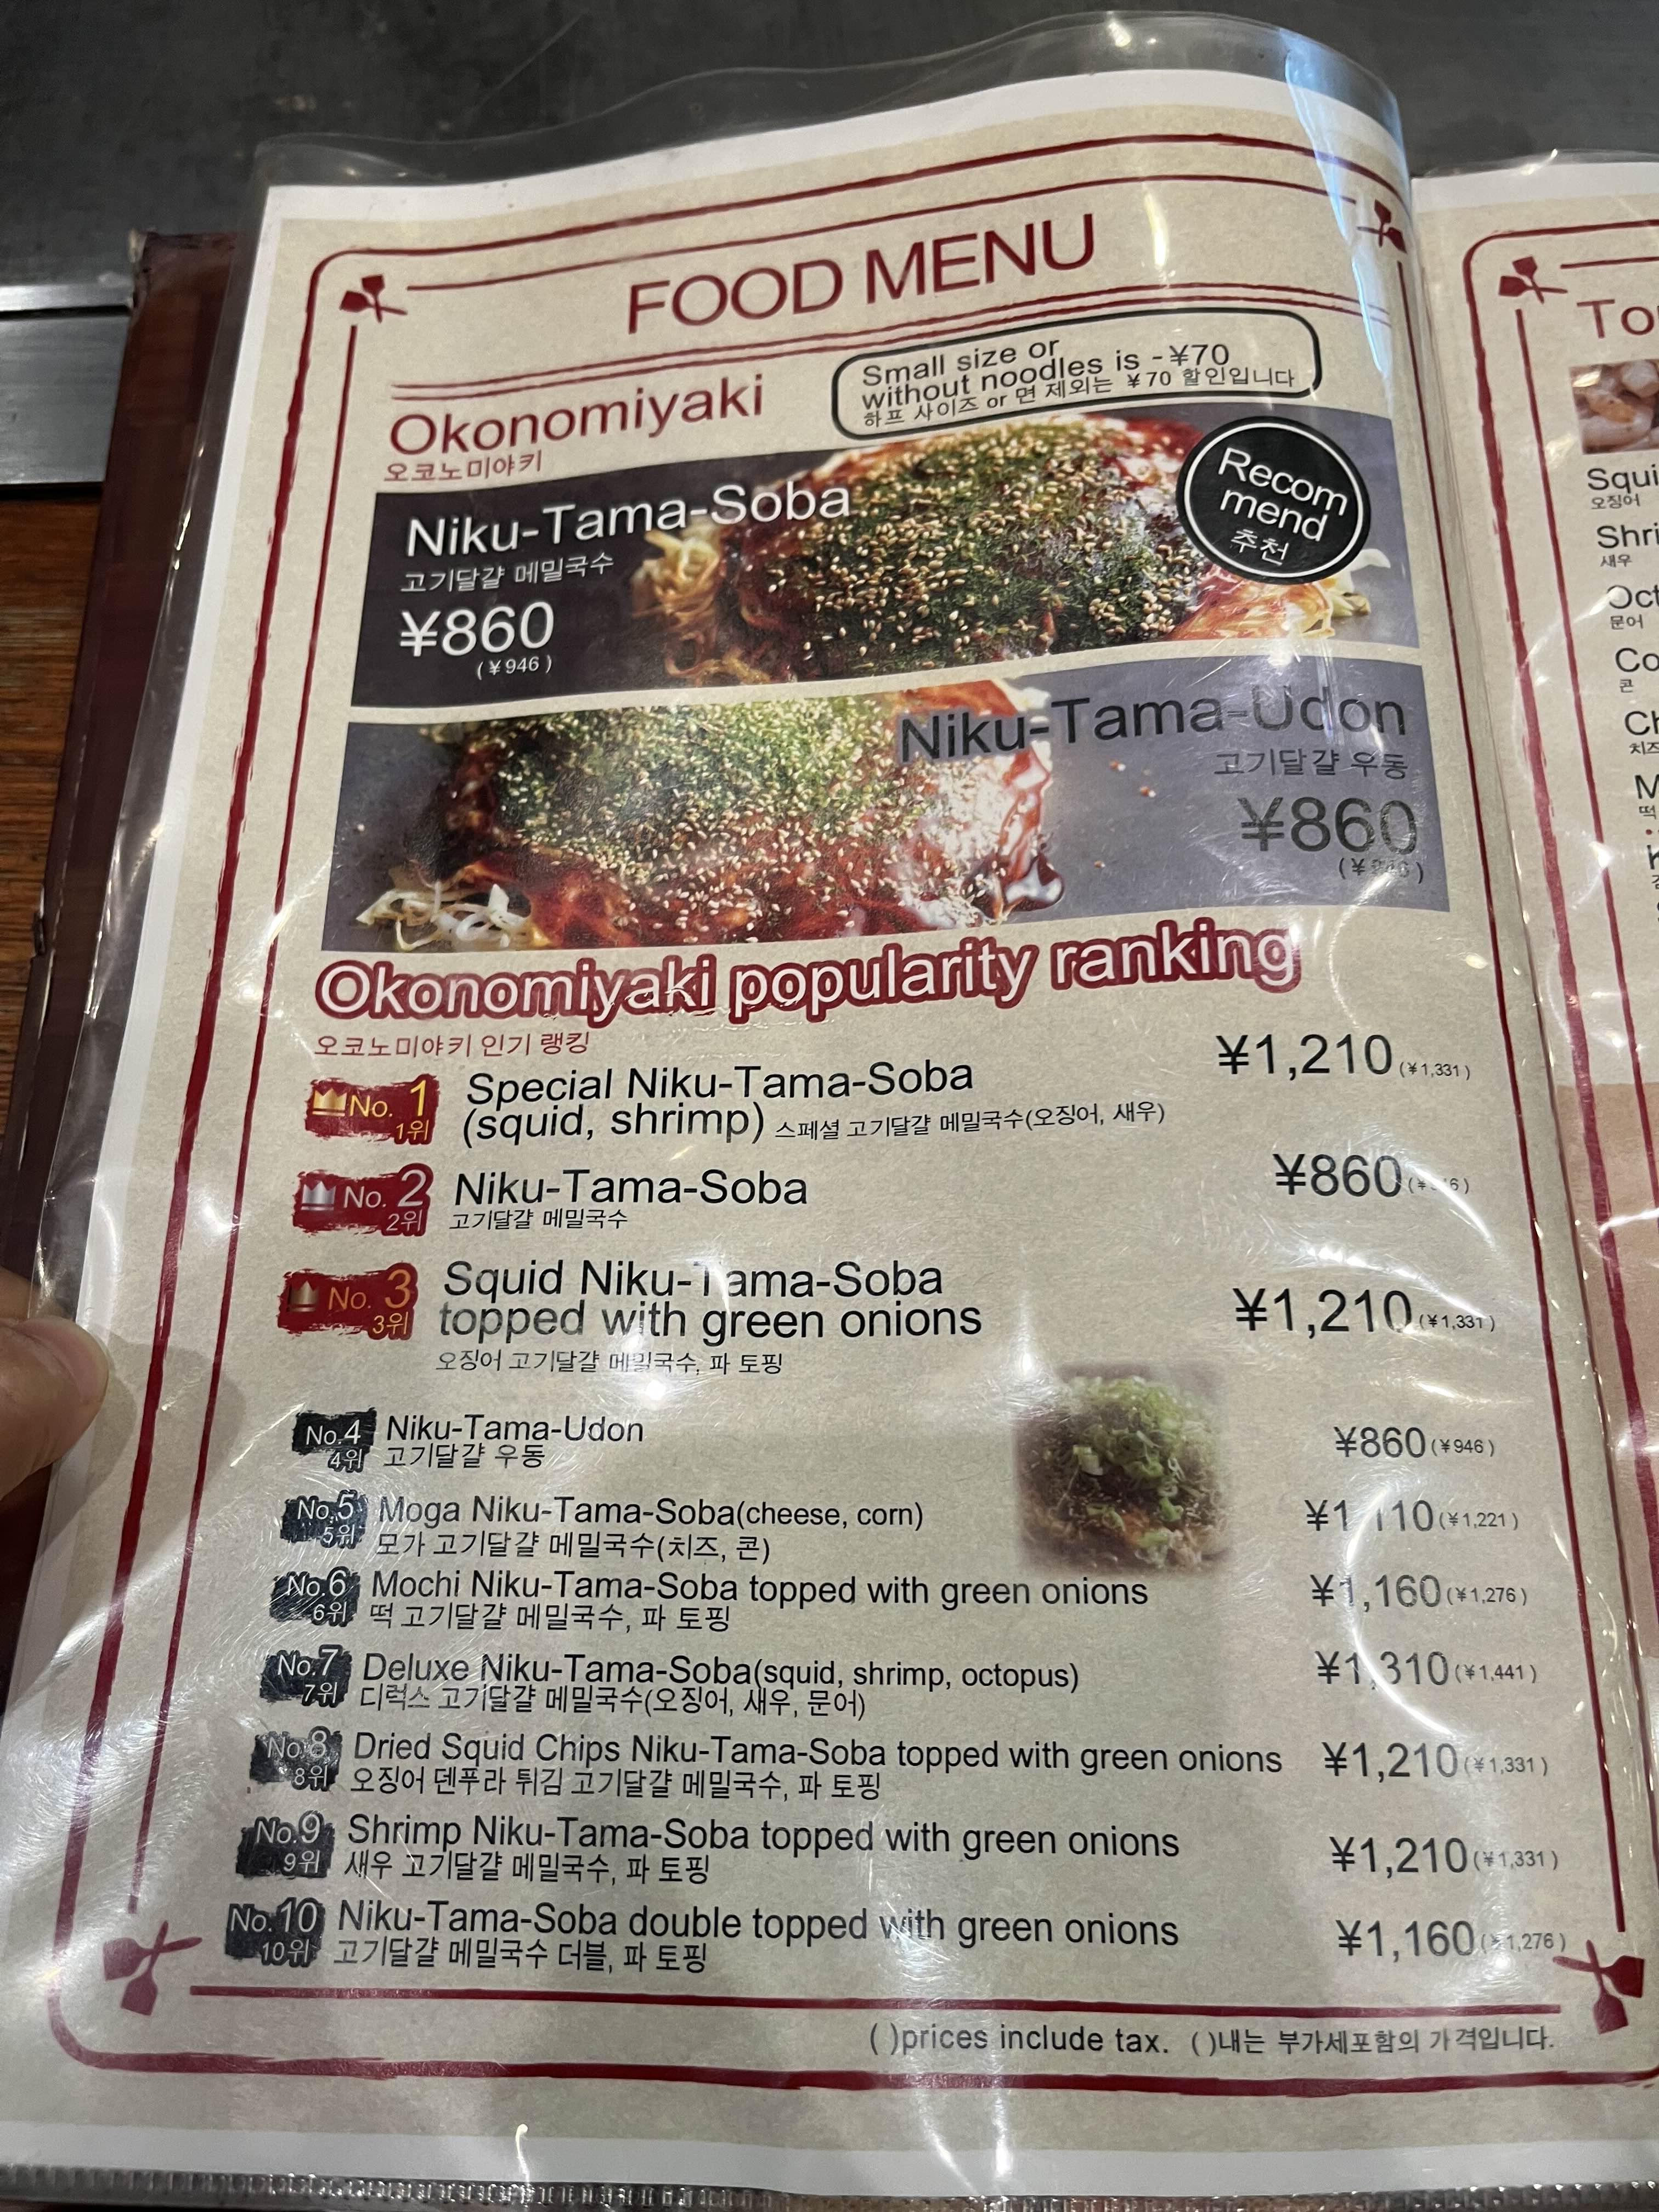 FOOD MENU
Okonomiyaki
오코노미야키
Small size or
without noodles is -¥70
하프 사이즈 or 면 제외는 ¥70 할인입니다
Niku-Tama-Soba
고기달걀 메밀국수
¥860
(¥946)
Recom
mend
추천
Niku-Tama-Udon
고기달걀 우동
¥860
Okonomiyaki popularity ranking
오코노미야키 인기 랭킹
No. 1 Special Niku-Tama-Soba ¥1,210 (¥1,331)
1위 (squid, shrimp) 스페셜 고기달걀 메밀국수(오징어, 새우)
No. 2 Niku-Tama-Soba ¥860
2위 고기달걀 메밀국수
No. 3 Squid Niku-Tama-Soba
3위 topped with green onions ¥1,210 (¥1,331)
오징어 고기달걀 메밀국수, 파 토핑
No.4 Niku-Tama-Udon ¥860 (¥946)
4위 고기달걀 우동
No.5 Moga Niku-Tama-Soba(cheese, corn) ¥1,110 (¥1,221)
5위 모가 고기달걀 메밀국수(치즈, 콘)
No.6 Mochi Niku-Tama-Soba topped with green onions ¥1,160 (¥1,276)
6위 떡 고기달걀 메밀국수, 파 토핑
No.7 Deluxe Niku-Tama-Soba(squid, shrimp, octopus) ¥1,310 (¥1,441)
7위 디럭스 고기달걀 메밀국수(오징어, 새우, 문어)
No.8 Dried Squid Chips Niku-Tama-Soba topped with green onions ¥1,210 (¥1,331)
8위 오징어 덴푸라 튀김 고기달걀 메밀국수, 파 토핑
No.9 Shrimp Niku-Tama-Soba topped with green onions ¥1,210 (¥1,331)
9위 새우 고기달걀 메밀국수, 파 토핑
No.10 Niku-Tama-Soba double topped with green onions ¥1,160 (¥1,276)
10위 고기달걀 메밀국수 더블, 파 토핑
( )prices include tax. ( )내는 부가세포함의 가격입니다.
오징어
새우
문어
콘
떡